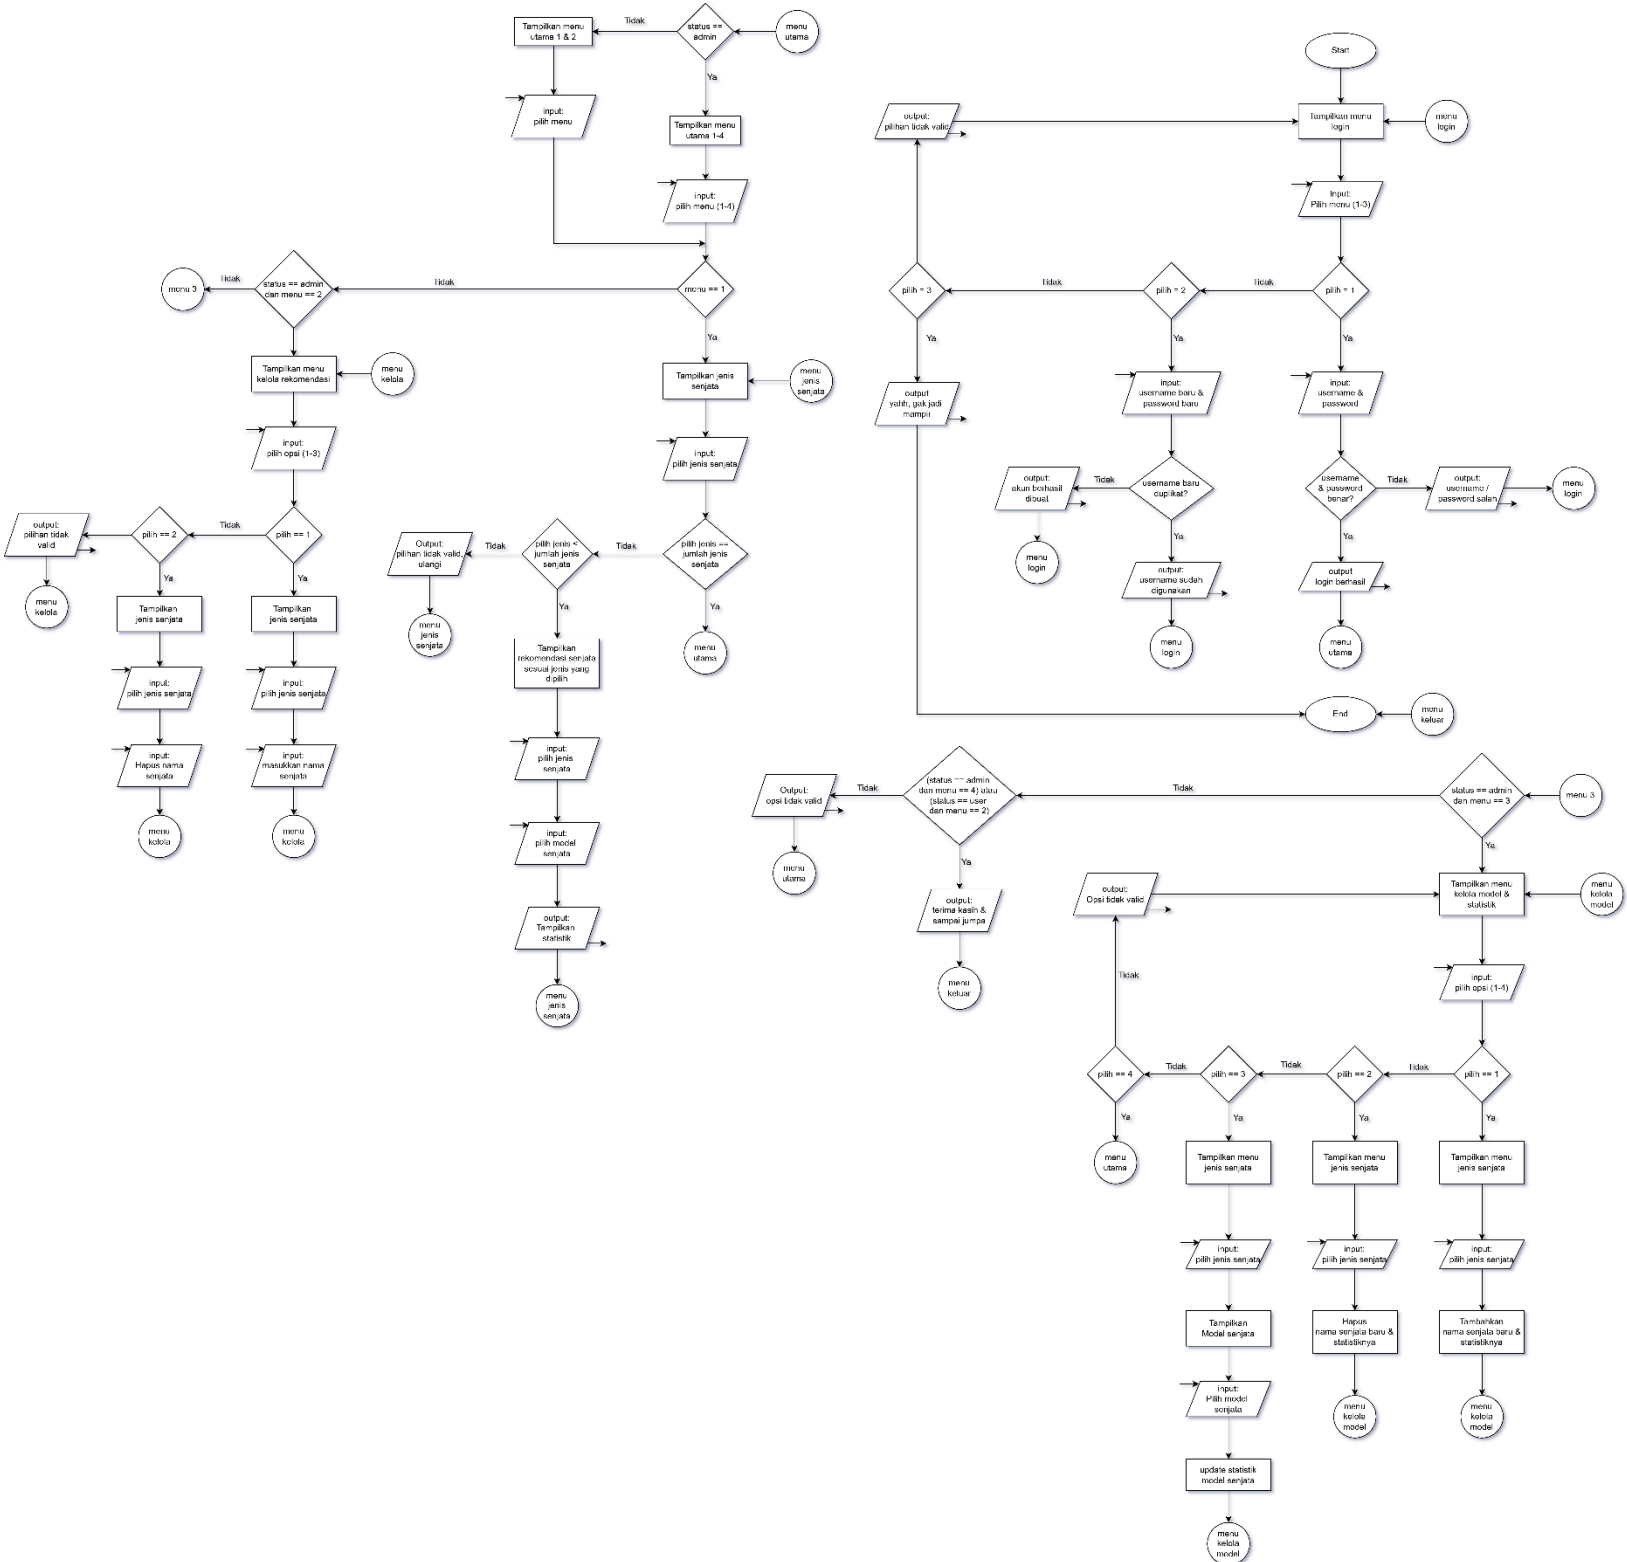 Tampilkan menu
utama 1 & 2
Tidak
status ==
admin
menu
utama
Ya
input:
pilih menu
Tampilkan menu
utama 1-4
input:
pilih menu (1-4)
menu 3
Tidak
status == admin
dan menu == 2
Tidak
menu == 1
Ya
Tampilkan menu
kelola rekomendasi
menu
kelola
Tampilkan jenis
senjata
menu
jenis
senjata
input:
pilih opsi (1-3)
input:
pilih jenis senjata
output:
pilihan tidak
valid
pilih == 2
Tidak
pilih == 1
Ya
Ya
menu
kelola
Tampilkan
jenis senjata
Tampilkan
jenis senjata
input:
pilih jenis senjata
input:
pilih jenis senjata
input:
Hapus nama
senjata
input:
masukkan nama
senjata
menu
kelola
menu
kelola
Output:
pilihan tidak valid,
ulangi
Tidak
pilih jenis <
jumlah jenis
senjata
Tidak
pilih jenis ==
jumlah jenis
senjata
Ya
Ya
menu
jenis
senjata
menu
utama
Tampilkan
rekomendasi senjata
sesuai jenis yang
dipilih
input:
pilih jenis
senjata
input:
pilih model
senjata
output:
Tampilkan
statistik
menu
jenis
senjata
Start
output:
pilihan tidak valid
Tampilkan menu
login
menu
login
Input:
Pilih menu (1-3)
pilih = 3
Tidak
pilih = 2
Tidak
pilih = 1
Ya
Ya
Ya
output
yahh, gak jadi
mampir
input:
username baru &
password baru
input:
username &
password
output:
akun berhasil
dibuat
Tidak
username baru
duplikat?
username
& password
benar?
Tidak
output:
username /
password salah
menu
login
Ya
Ya
menu
login
output:
username sudah
digunakan
output
login berhasil
menu
login
menu
utama
End
menu
keluar
Output:
opsi tidak valid
Tidak
(status == admin
dan menu == 4) atau
(status == user
dan menu == 2)
Tidak
status == admin
dan menu == 3
menu 3
Ya
Ya
menu
utama
output:
terima kasih &
sampai jumpa
menu
keluar
output:
Opsi tidak valid
Tampilkan menu
kelola model &
statistik
menu
kelola
model
Tidak
input:
pilih opsi (1-4)
pilih == 4
Tidak
pilih == 3
Tidak
pilih == 2
Tidak
pilih == 1
Ya
Ya
Ya
Ya
menu
utama
Tampilkan menu
jenis senjata
Tampilkan menu
jenis senjata
Tampilkan menu
jenis senjata
input:
pilih jenis senjata
input:
pilih jenis senjata
input:
pilih jenis senjata
Tampilkan
Model senjata
Hapus
nama senjata baru &
statistiknya
Tambahkan
nama senjata baru &
statistiknya
input:
Pilih model
senjata
menu
kelola
model
menu
kelola
model
update statistik
model senjata
menu
kelola
model